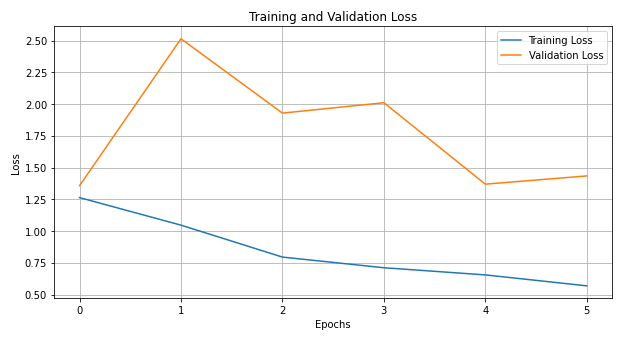 Training and Validation Loss
Training Loss
Validation Loss
2.50
2.25
2.00
1.75
1.50
1.25
1.00
0.75
0.50
Loss
0 1 2 3 4 5
Epochs